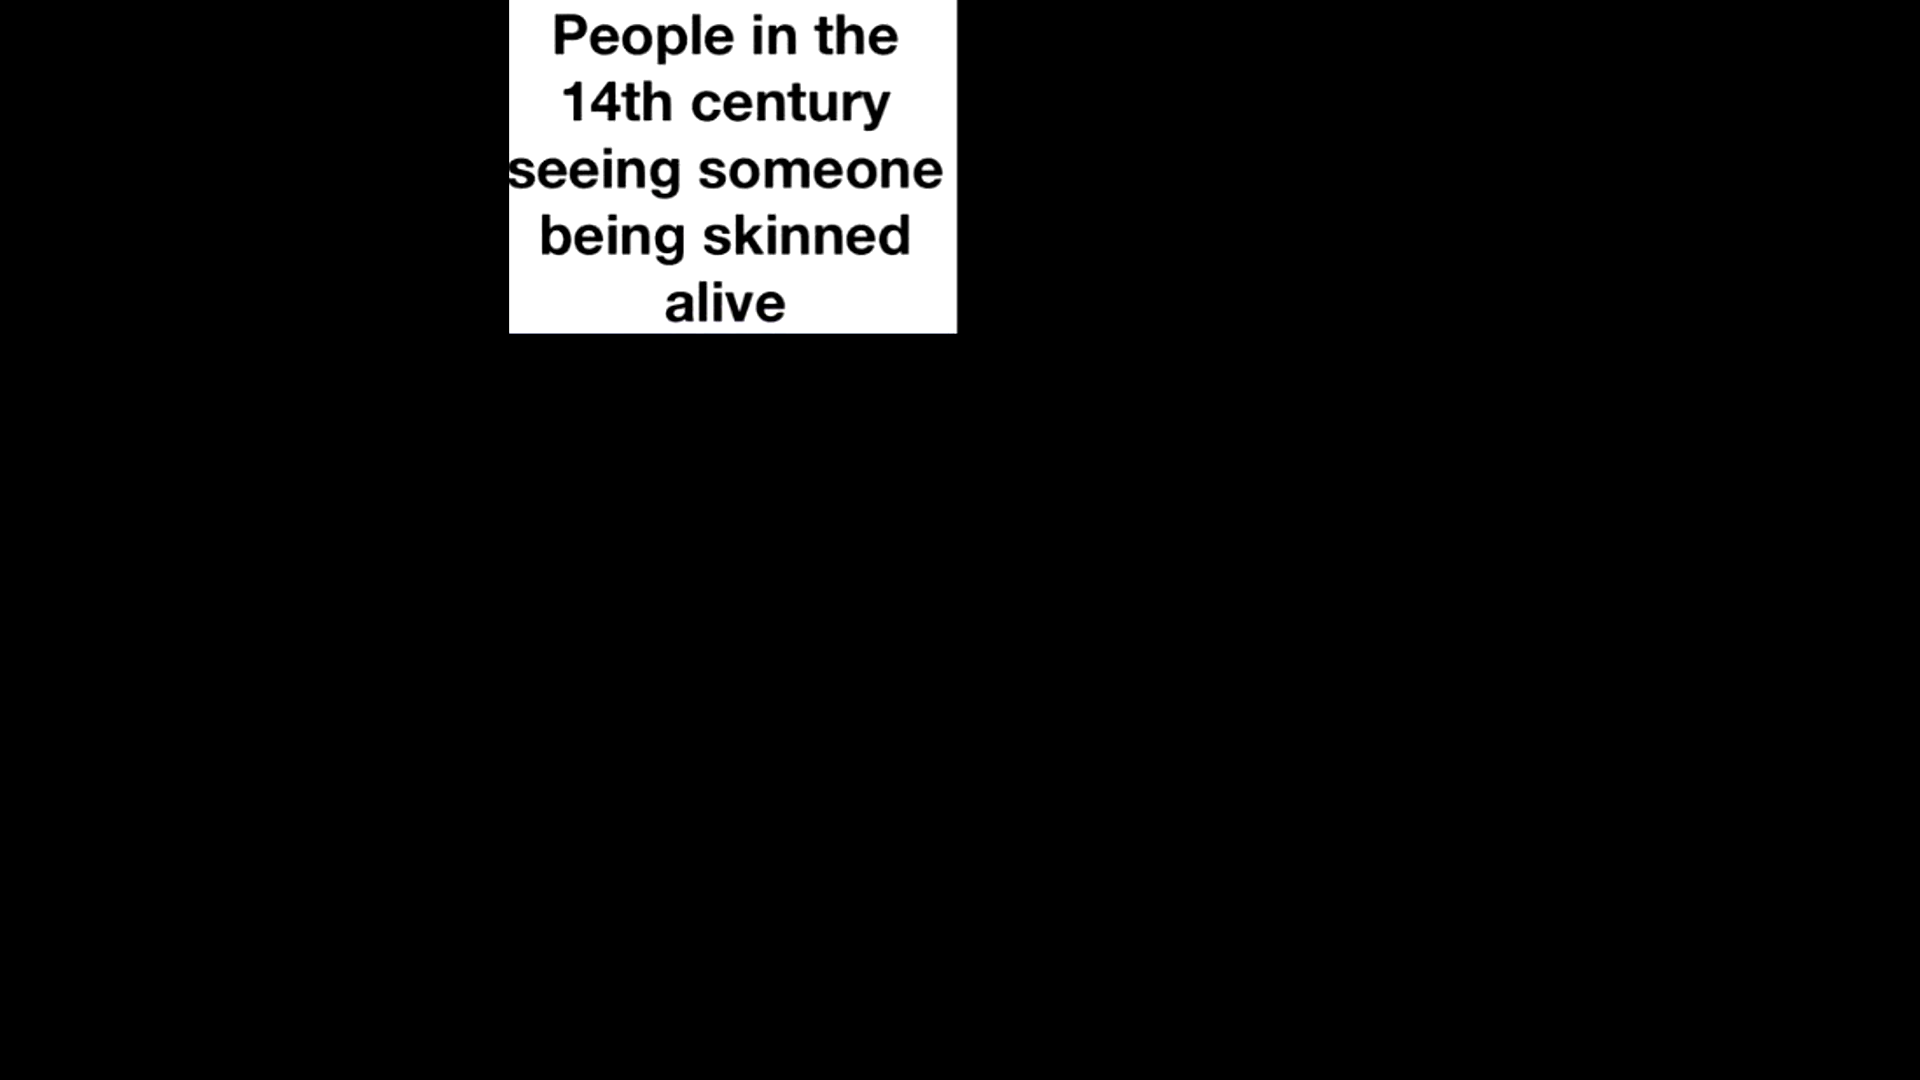 People in the
14th century
seeing someone
being skinned
alive